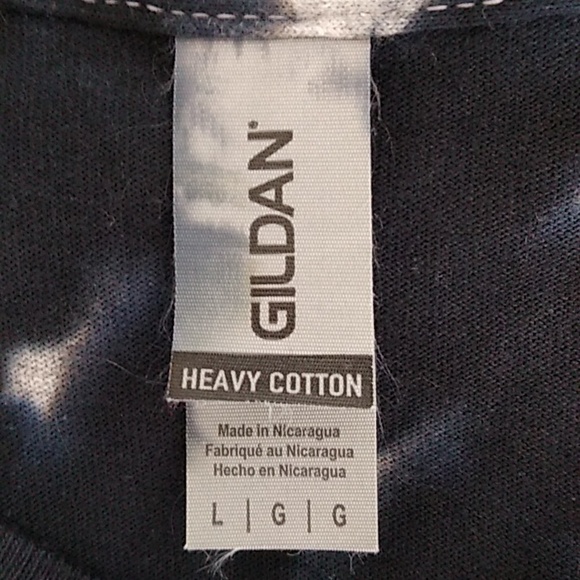 GILDAN®
HEAVY COTTON
Made in Nicaragua
Fabriqué au Nicaragua
Hecho en Nicaragua
L | G | G